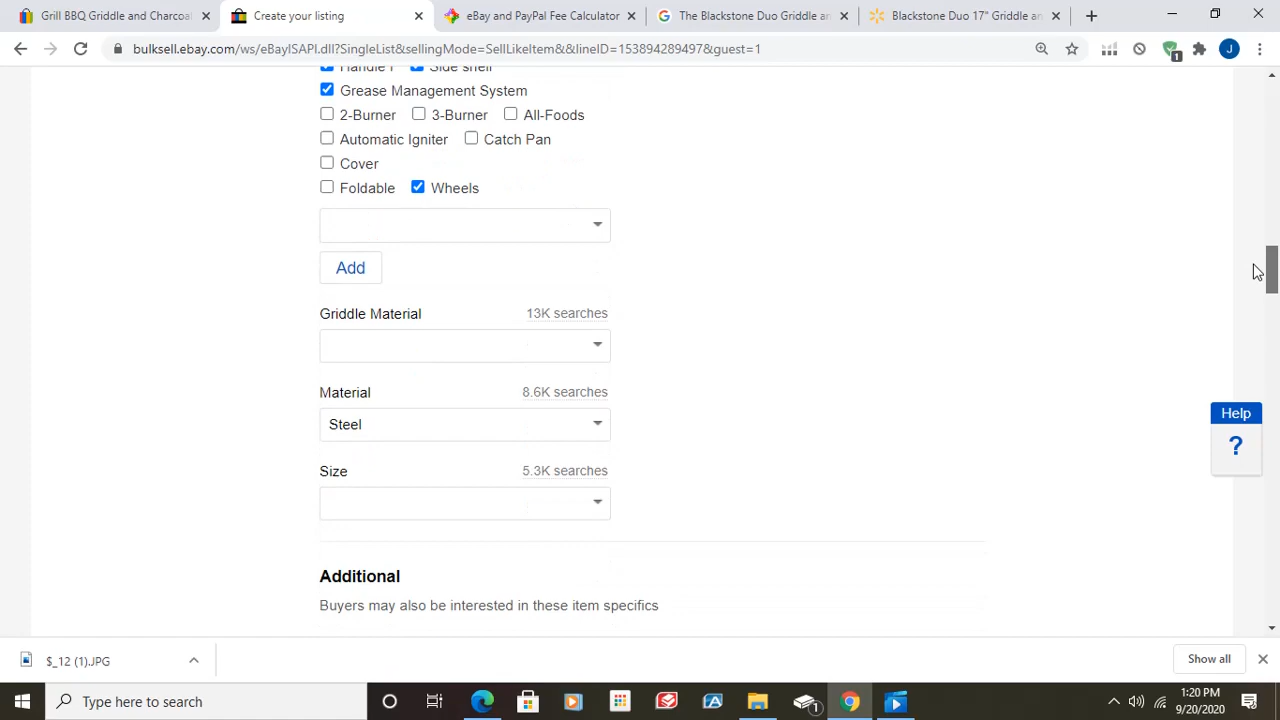 Grill BBQ Griddle and Charcoa
Create your listing
eBay and PayPal Fee Calculator
The Blackstone Duo Griddle an
Blackstone Duo 17" Griddle an
bulksell.ebay.com/ws/eBayISAPI.dll?SingleList&sellingMode=SellLikeItem&&lineID=153894289497&guest=1
J
1
Side shelf
Grease Management System
2-Burner 3-Burner All-Foods
Automatic Igniter Catch Pan
Cover
Foldable Wheels
Add
Griddle Material 13K searches
Material 8.6K searches
Steel
Size 5.3K searches
Help
?
Additional
Buyers may also be interested in these item specifics
$_12 (1).JPG
Show all
Type here to search
1
1:20 PM
9/20/2020